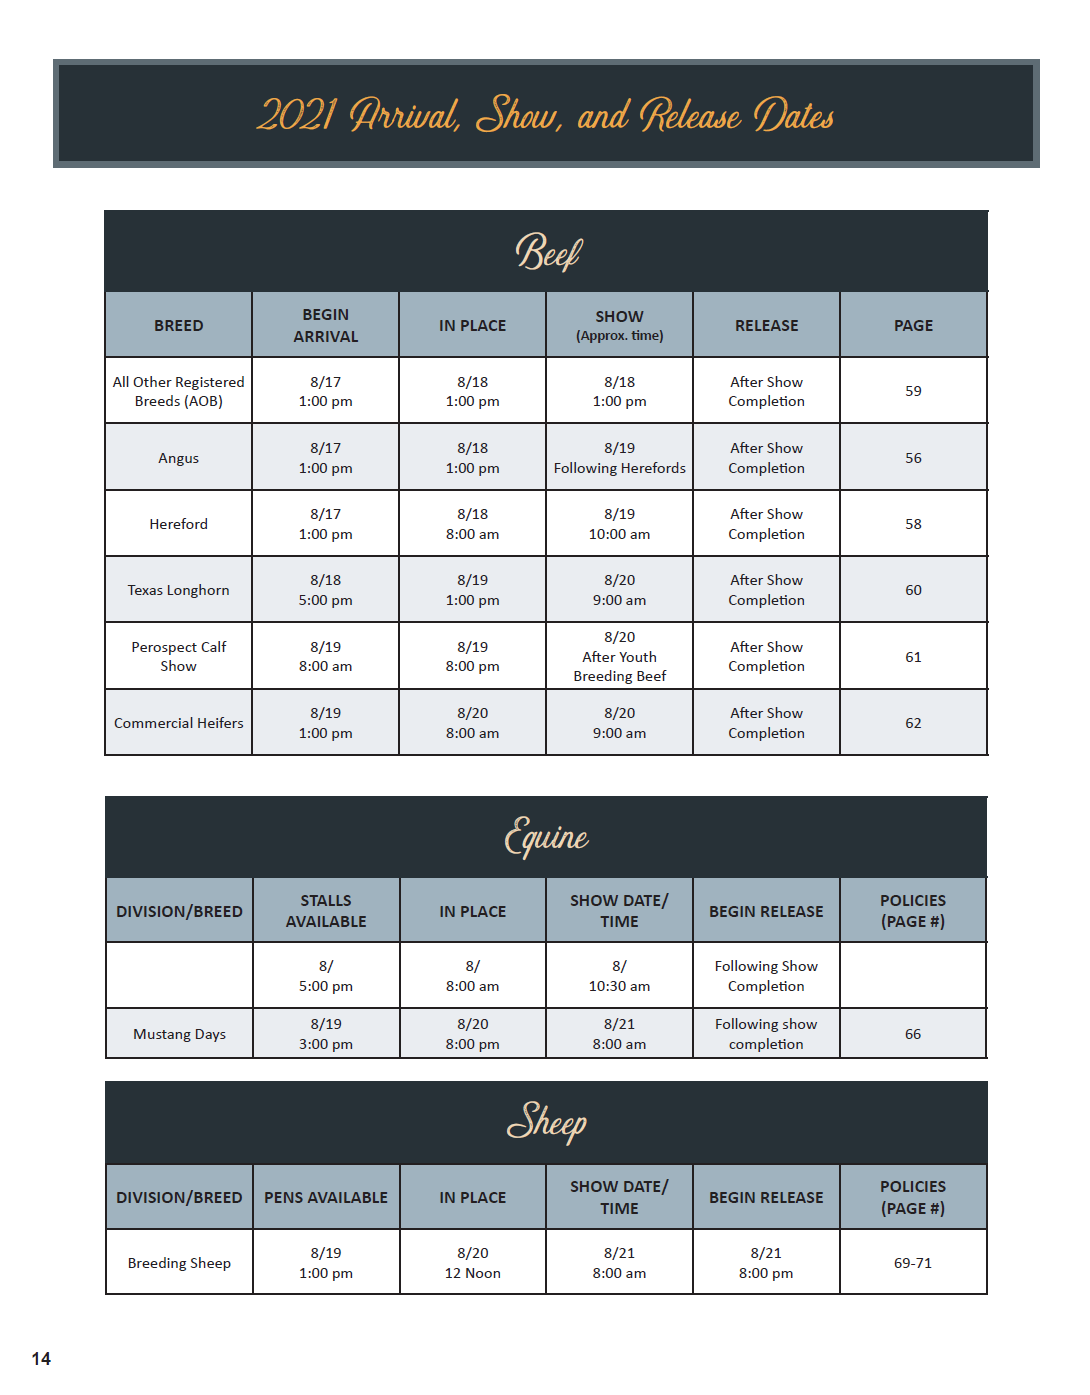 2021 Arrival, Show, and Release Dates
Beef
BREED
BEGIN
ARRIVAL
IN PLACE
SHOW
(Approx. time)
RELEASE
PAGE
All Other Registered
Breeds (AOB)
8/17
1:00 pm
8/18
1:00 pm
8/18
1:00 pm
After Show
Completion
59
Angus
8/17
1:00 pm
8/18
1:00 pm
8/19
Following Herefords
After Show
Completion
56
Hereford
8/17
1:00 pm
8/18
8:00 am
8/19
10:00 am
After Show
Completion
58
Texas Longhorn
8/18
5:00 pm
8/19
1:00 pm
8/20
9:00 am
After Show
Completion
60
Perospect Calf
Show
8/19
8:00 am
8/19
8:00 pm
8/20
After Youth
Breeding Beef
After Show
Completion
61
Commercial Heifers
8/19
1:00 pm
8/20
8:00 am
8/20
9:00 am
After Show
Completion
62
Equine
DIVISION/BREED
STALLS
AVAILABLE
IN PLACE
SHOW DATE/
TIME
BEGIN RELEASE
POLICIES
(PAGE #)
8/
5:00 pm
8/
8:00 am
8/
10:30 am
Following Show
Completion
Mustang Days
8/19
3:00 pm
8/20
8:00 pm
8/21
8:00 am
Following show
completion
66
Sheep
DIVISION/BREED
PENS AVAILABLE
IN PLACE
SHOW DATE/
TIME
BEGIN RELEASE
POLICIES
(PAGE #)
Breeding Sheep
8/19
1:00 pm
8/20
12 Noon
8/21
8:00 am
8/21
8:00 pm
69-71
14